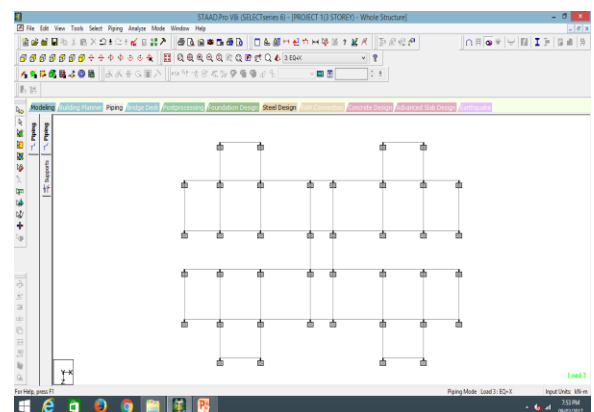 STAAD.Pro V8i (SELECTseries 6) - [PROJECT 1(3 STOREY) - Whole Structure]
File Edit View Tools Select Piping Analyze Mode Window Help
3 EQ+X
Modeling Building Planner Piping Bridge Deck Postprocessing Foundation Design Steel Design RAM Connection Concrete Design Advanced Slab Design Earthquake
Piping
Piping
Supports
Load 3
For Help, press F1
Piping Mode Load 3 : EQ+X Input Units: kN-m
7:53 PM